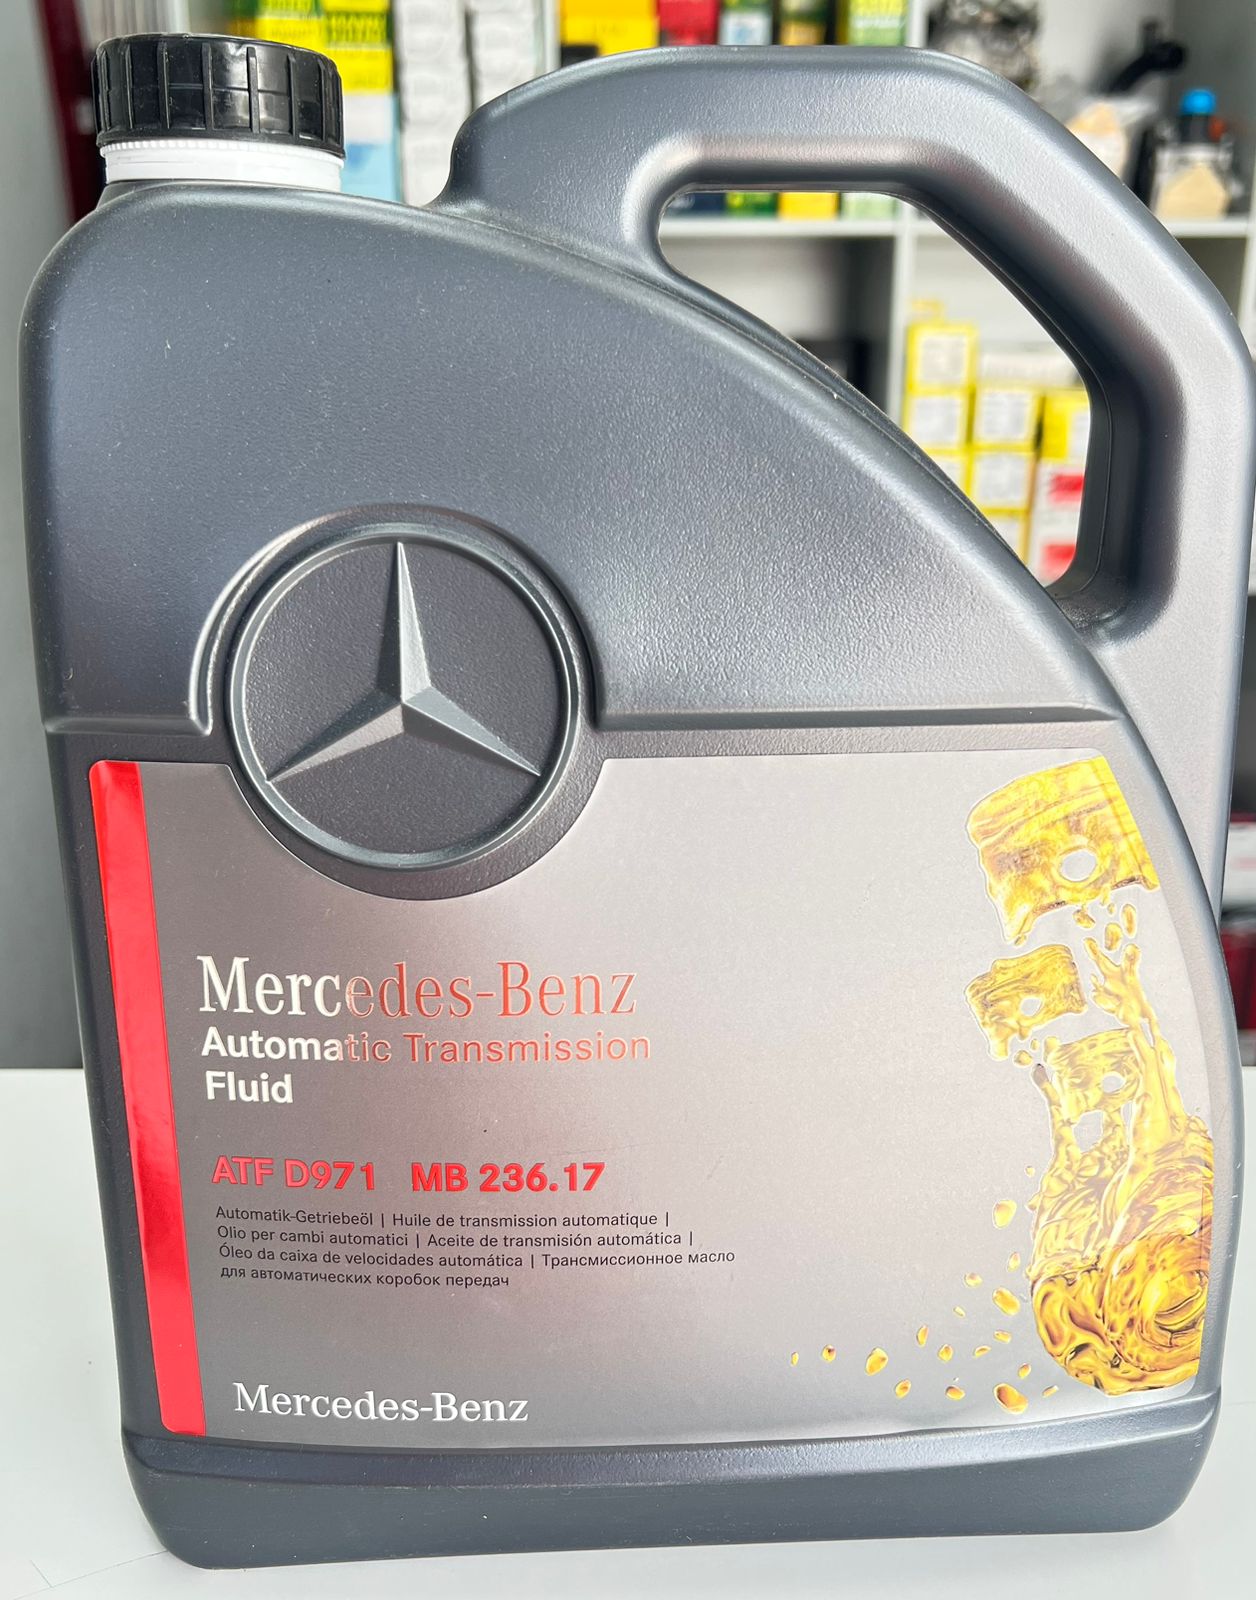 Mercedes-Benz
Automatic Transmission
Fluid
ATF D971 MB 236.17
Automatik-Getriebeöl | Huile de transmission automatique |
Olio per cambi automatici | Aceite de transmisión automática |
Óleo da caixa de velocidades automática | Трансмиссионное масло
для автоматических коробок передач
Mercedes-Benz